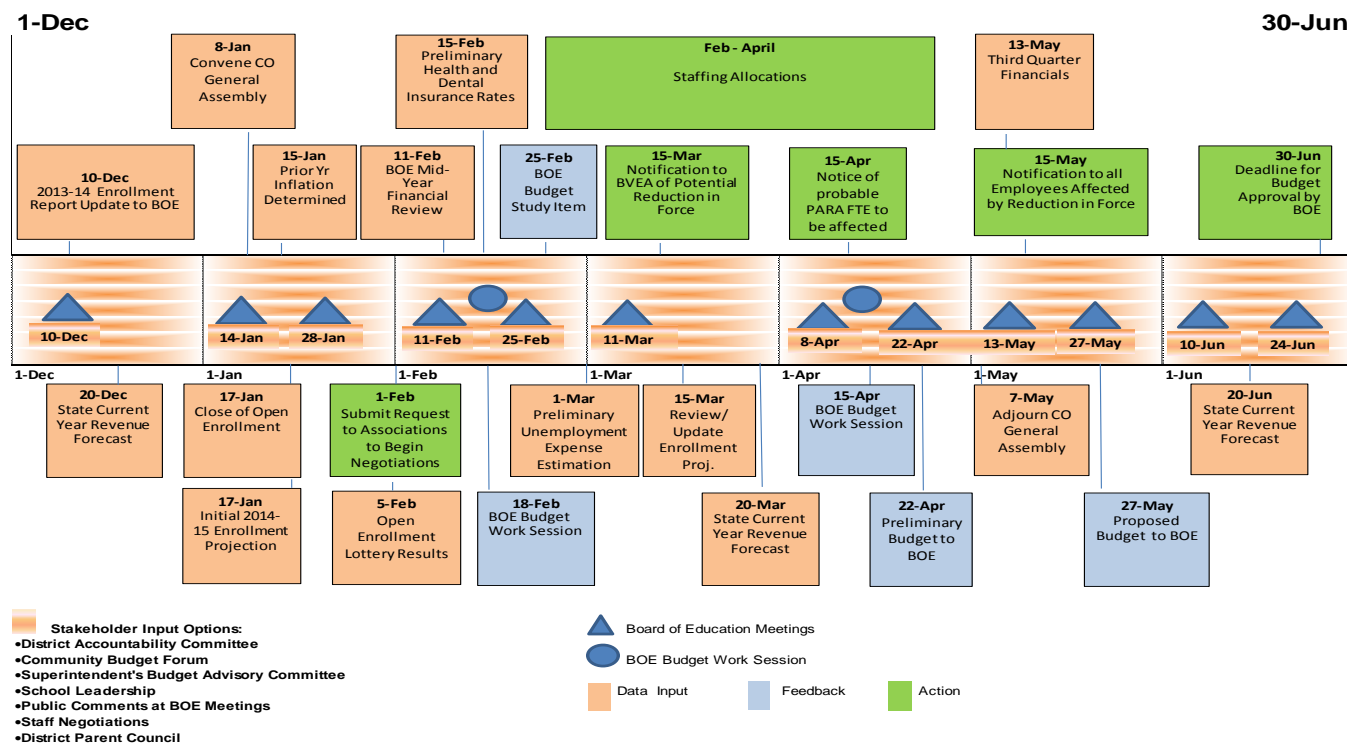 1-Dec
30-Jun
8-Jan
Convene CO
General
Assembly
15-Feb
Preliminary
Health and
Dental
Insurance Rates
Feb - April
Staffing Allocations
13-May
Third Quarter
Financials
10-Dec
2013-14 Enrollment
Report Update to BOE
15-Jan
Prior Yr
Inflation
Determined
11-Feb
BOE Mid-
Year
Financial
Review
25-Feb
BOE
Budget
Study Item
15-Mar
Notification to
BVEA of Potential
Reduction in
Force
15-Apr
Notice of
probable
PARA FTE to
be affected
15-May
Notification to all
Employees Affected
by Reduction in Force
30-Jun
Deadline for
Budget
Approval by
BOE
10-Dec
14-Jan
28-Jan
11-Feb
25-Feb
11-Mar
8-Apr
22-Apr
13-May
27-May
10-Jun
24-Jun
1-Dec
1-Jan
1-Feb
1-Mar
1-Apr
1-May
1-Jun
20-Dec
State Current
Year Revenue
Forecast
17-Jan
Close of Open
Enrollment
1-Feb
Submit Request
to Associations
to Begin
Negotiations
1-Mar
Preliminary
Unemployment
Expense
Estimation
15-Mar
Review/
Update
Enrollment
Proj.
15-Apr
BOE Budget
Work Session
7-May
Adjourn CO
General
Assembly
20-Jun
State Current
Year Revenue
Forecast
17-Jan
Initial 2014-
15 Enrollment
Projection
5-Feb
Open
Enrollment
Lottery Results
18-Feb
BOE Budget
Work Session
20-Mar
State Current
Year Revenue
Forecast
22-Apr
Preliminary
Budget to
BOE
27-May
Proposed
Budget to BOE
Stakeholder Input Options:
•District Accountability Committee
•Community Budget Forum
•Superintendent's Budget Advisory Committee
•School Leadership
•Public Comments at BOE Meetings
•Staff Negotiations
•District Parent Council
Board of Education Meetings
BOE Budget Work Session
Data Input
Feedback
Action